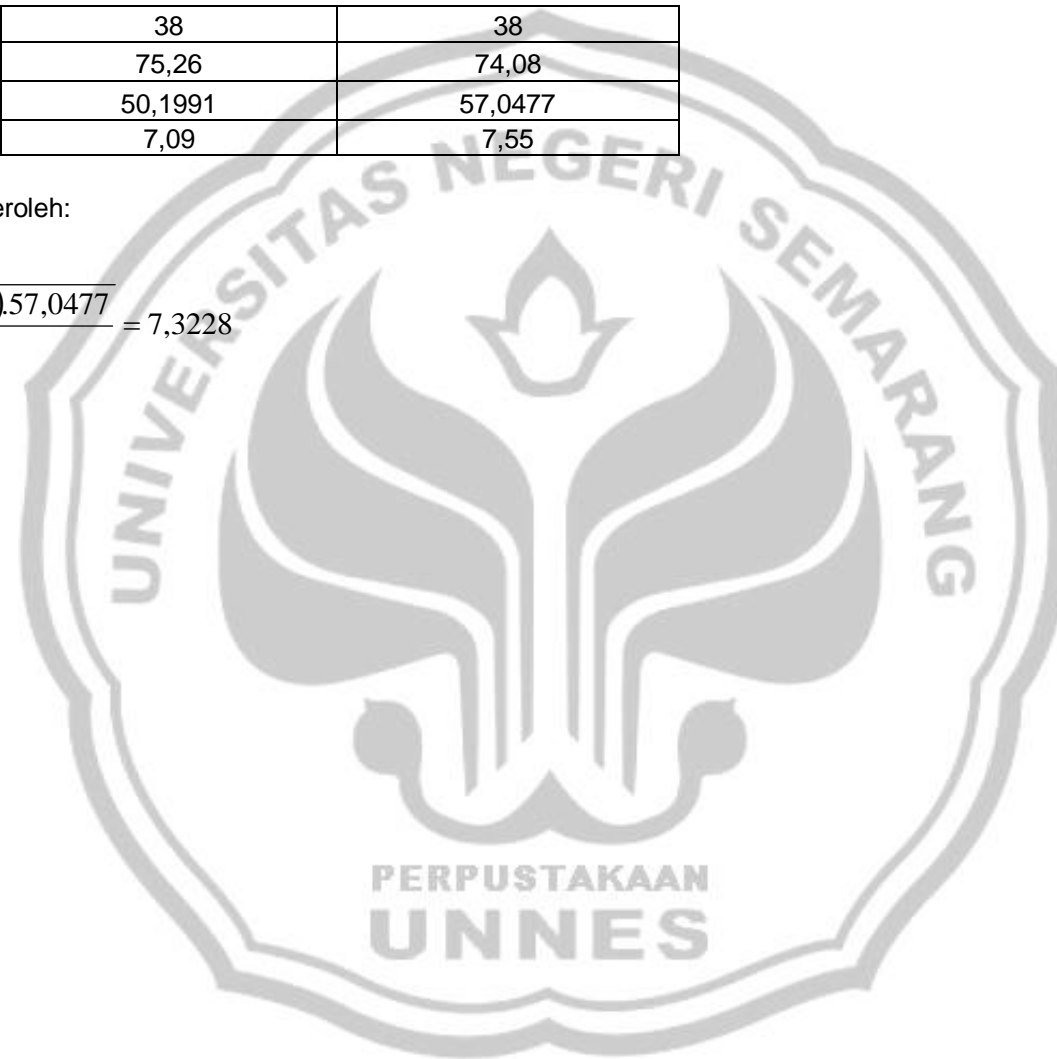 38 38
75,26 74,08
50,1991 57,0477
7,09 7,55
eroleh:
).57,0477 = 7,3228
UNIVERSITAS NEGERI SEMARANG
PERPUSTAKAAN
UNNES